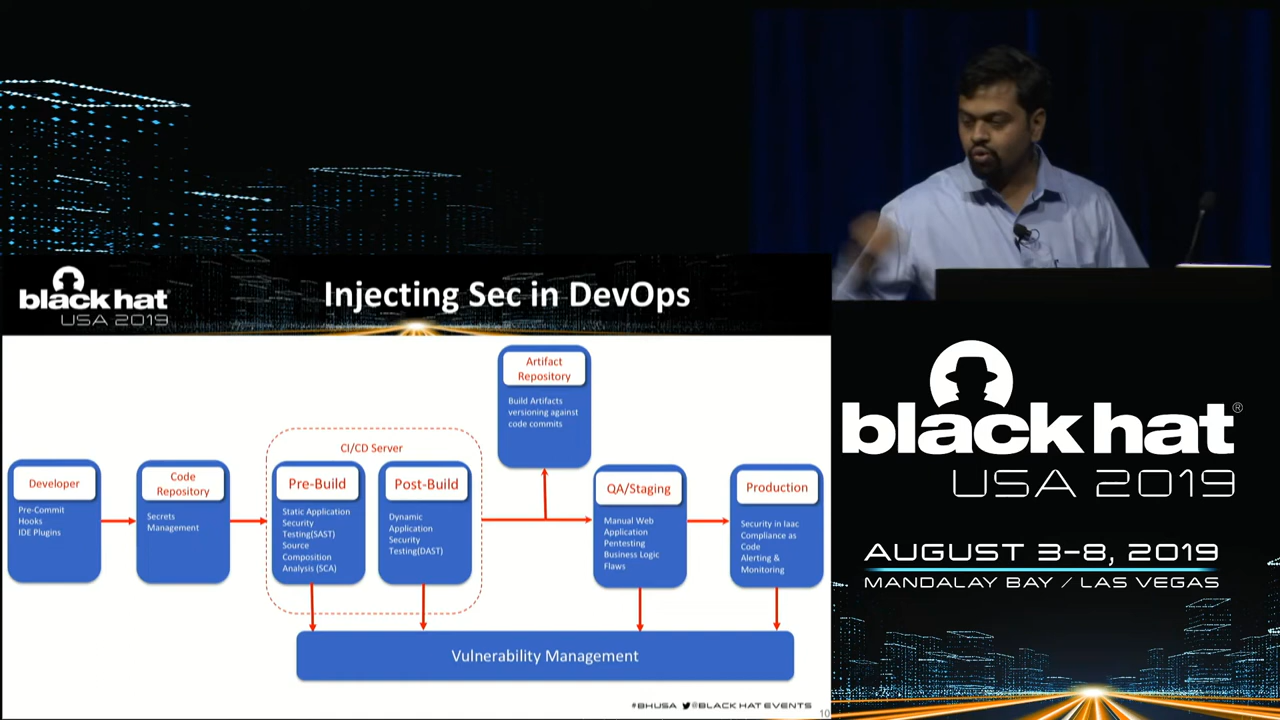 black hat
USA 2019
Injecting Sec in DevOps
Artifact
Repository
Build Artifacts
versioning against
code commits
CI/CD Server
Developer
Pre-Commit
Hooks
IDE Plugins
Code
Repository
Secrets
Management
Pre-Build
Static Application
Security
Testing(SAST)
Source
Composition
Analysis (SCA)
Post-Build
Dynamic
Application
Security
Testing(DAST)
QA/Staging
Manual Web
Application
Pentesting
Business Logic
Flaws
Production
Security in Iaac
Compliance as
Code
Alerting &
Monitoring
Vulnerability Management
#BHUSA @BLACK HAT EVENTS
10
black hat®
USA 2019
AUGUST 3–8, 2019
MANDALAY BAY / LAS VEGAS